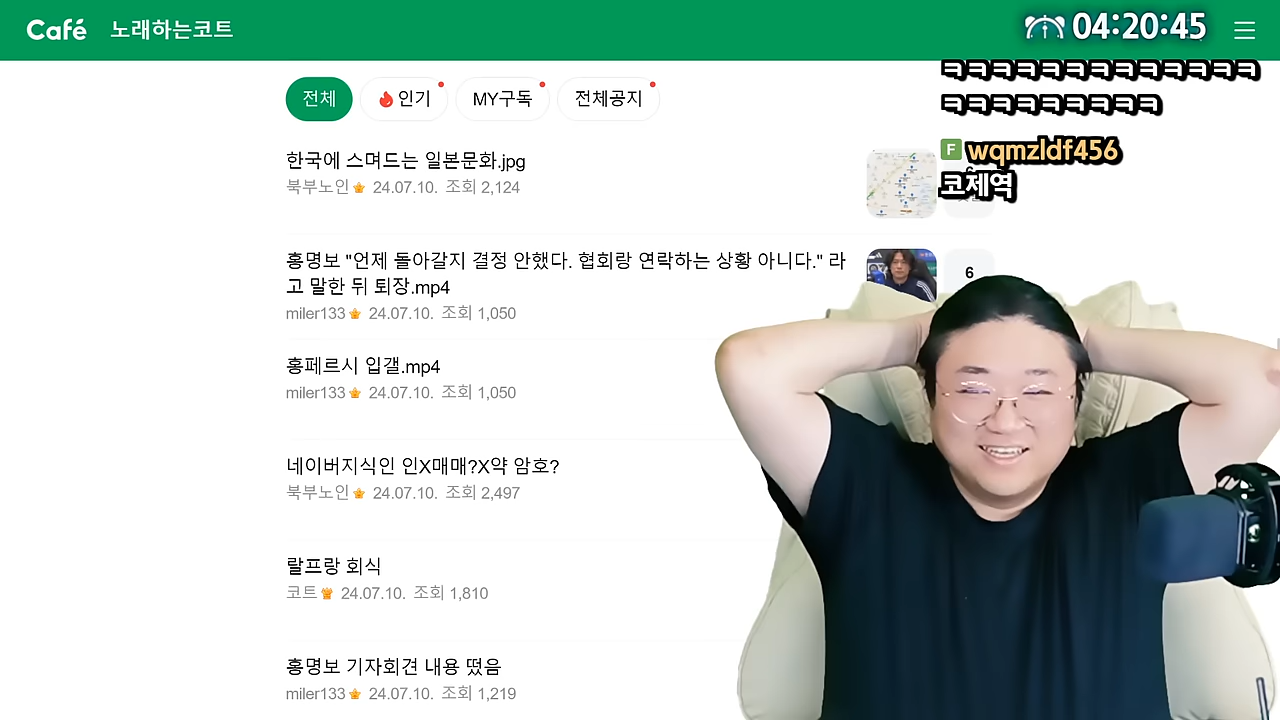 Café 노래하는코트
04:20:45
전체
인기
MY구독
전체공지
ㅋㅋㅋㅋㅋㅋㅋㅋㅋㅋㅋㅋㅋ
ㅋㅋㅋㅋㅋㅋㅋㅋㅋ
F wqmzldf456
코제역
한국에 스며드는 일본문화.jpg
북부노인 24.07.10. 조회 2,124
홍명보 "언제 돌아갈지 결정 안했다. 협회랑 연락하는 상황 아니다." 라
고 말한 뒤 퇴장.mp4
miler133 24.07.10. 조회 1,050
6
홍페르시 입갤.mp4
miler133 24.07.10. 조회 1,050
네이버지식인 인X매매?X약 암호?
북부노인 24.07.10. 조회 2,497
랄프랑 회식
코트 24.07.10. 조회 1,810
홍명보 기자회견 내용 떴음
miler133 24.07.10. 조회 1,219